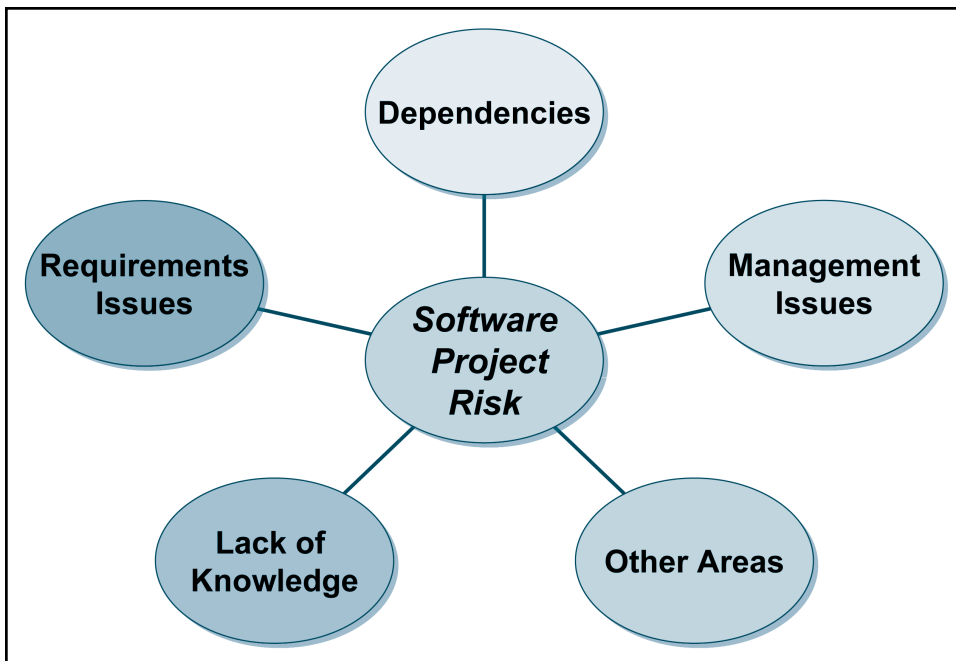 Dependencies
Requirements
Issues
Management
Issues
Software
Project
Risk
Lack of
Knowledge
Other Areas